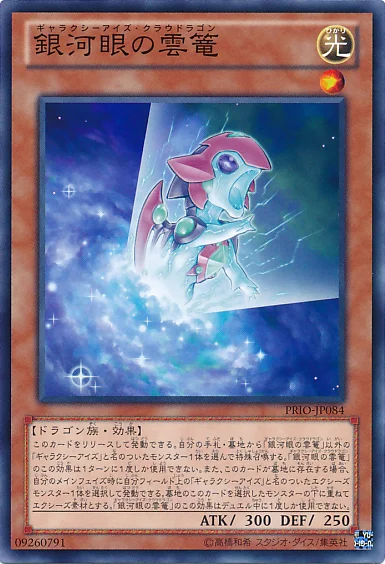 ギャラクシーアイズ・クラウドラゴン
銀河眼の雲篭
ひかり
光
PRIO-JP084
【ドラゴン族・効果】
このカードをリリースして発動できる。自分の手札・墓地から「銀河眼の雲篭」以外の
「ギャラクシーアイズ」と名のついたモンスター1体を選んで特殊召喚する。「銀河眼の雲篭」
のこの効果は1ターンに1度しか使用できない。また、このカードが墓地に存在する場合、
自分のメインフェイズ時に自分フィールド上の「ギャラクシーアイズ」と名のついたエクシーズ
モンスター1体を選択して発動できる。墓地のこのカードを選択したモンスターの下に重ねて
エクシーズ素材とする。「銀河眼の雲篭」のこの効果はデュエル中に1度しか使用できない。
ATK/ 300 DEF/ 250
09260791
©高橋和希 スタジオ・ダイス/集英社